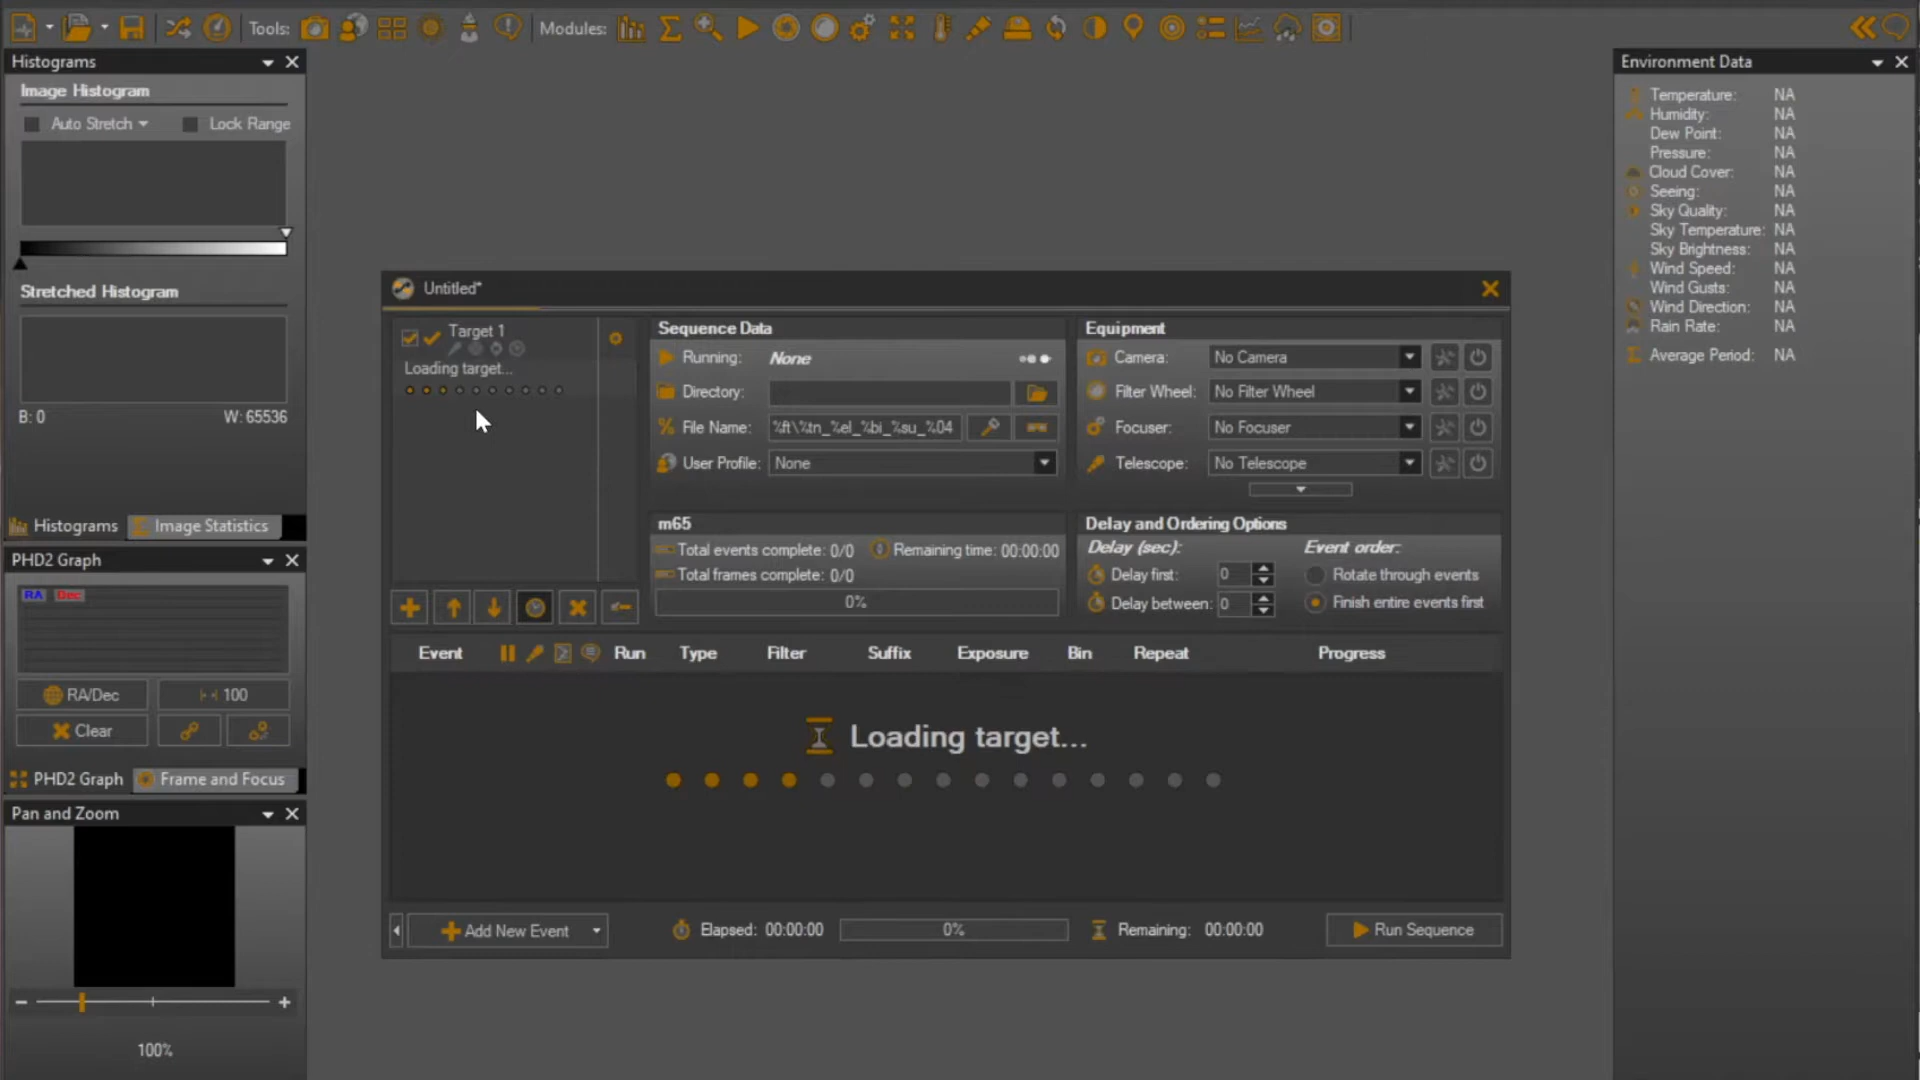 Tools:
Modules:
Histograms
Image Histogram
Auto Stretch
Lock Range
Stretched Histogram
B: 0
W: 65536
Histograms
Image Statistics
PHD2 Graph
RA
Dec
RA/Dec
100
Clear
PHD2 Graph
Frame and Focus
Pan and Zoom
100%
Untitled*
Target 1
Loading target...
Sequence Data
Running: None
Directory:
File Name: %ft\%tn_%el_%bi_%su_%04
User Profile: None
Equipment
Camera: No Camera
Filter Wheel: No Filter Wheel
Focuser: No Focuser
Telescope: No Telescope
m65
Total events complete: 0/0
Remaining time: 00:00:00
Total frames complete: 0/0
0%
Delay and Ordering Options
Delay (sec):
Event order:
Delay first: 0
Rotate through events
Delay between: 0
Finish entire events first
Event
Run
Type
Filter
Suffix
Exposure
Bin
Repeat
Progress
Loading target...
Add New Event
Elapsed: 00:00:00
0%
Remaining: 00:00:00
Run Sequence
Environment Data
Temperature: NA
Humidity: NA
Dew Point: NA
Pressure: NA
Cloud Cover: NA
Seeing: NA
Sky Quality: NA
Sky Temperature: NA
Sky Brightness: NA
Wind Speed: NA
Wind Gusts: NA
Wind Direction: NA
Rain Rate: NA
Average Period: NA